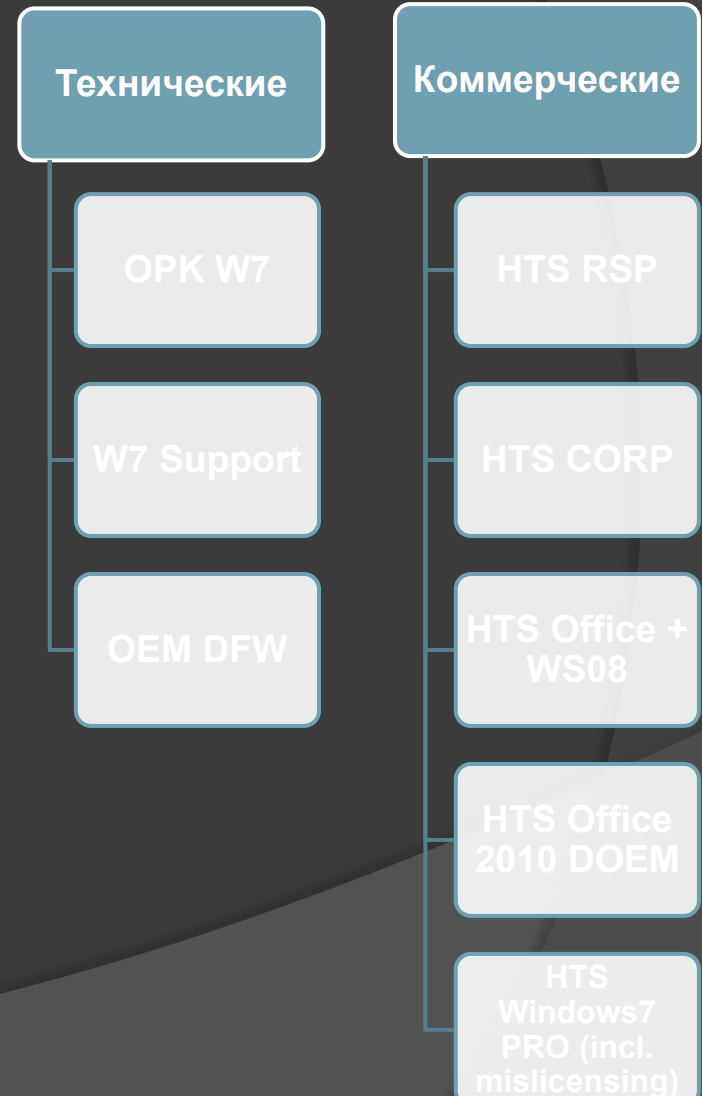 Технические
OPK W7
W7 Support
OEM DFW
Коммерческие
HTS RSP
HTS CORP
HTS Office +
WS08
HTS Office
2010 DOEM
HTS
Windows7
PRO (incl.
mislicensing)